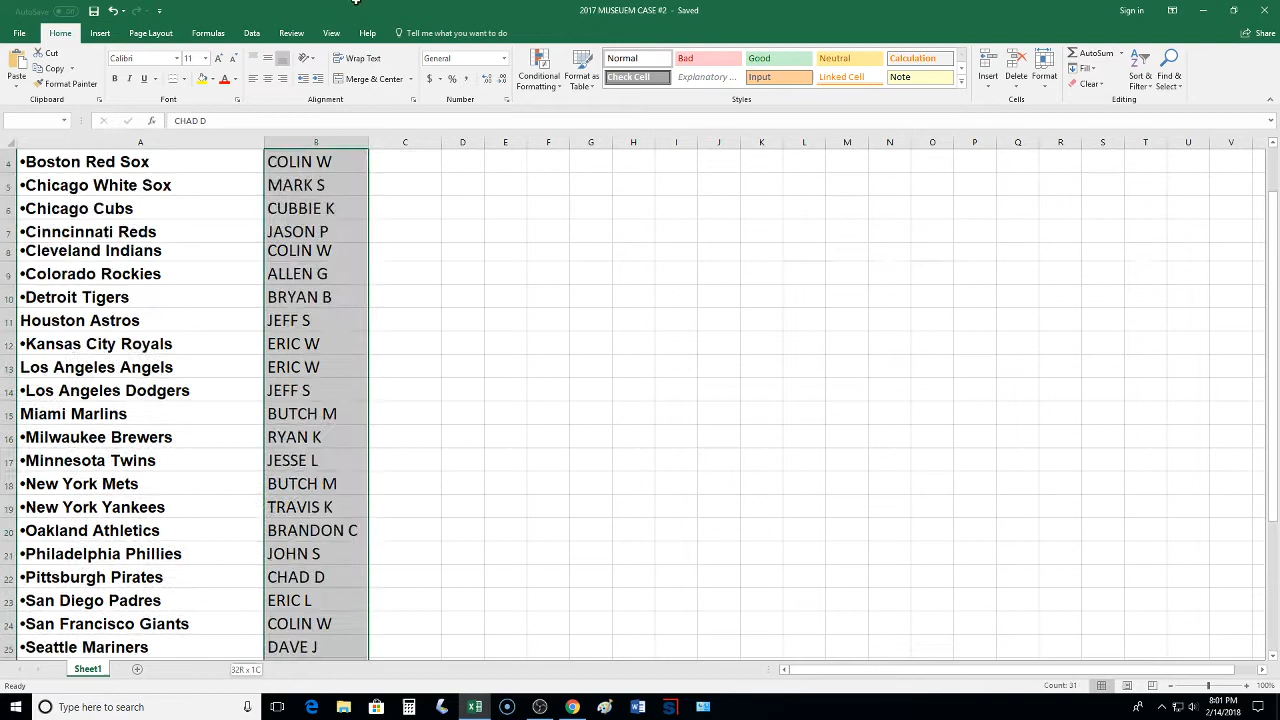 AutoSave Off 2017 MUSEUEM CASE #2 - Saved Sign in
File Home Insert Page Layout Formulas Data Review View Help Tell me what you want to do Share
Paste Cut Copy Format Painter Clipboard
Calibri 11 B I U A A A Font
Wrap Text Merge & Center Alignment
General $ % , Number
Conditional Formatting Format as Table
Normal Bad Good Neutral Calculation
Check Cell Explanatory ... Input Linked Cell Note
Styles
Insert Delete Format Cells
AutoSum Fill Clear Sort & Filter Find & Select Editing
fx CHAD D
A B C D E F G H I J K L M N O P Q R S T U V
4 •Boston Red Sox COLIN W
5 •Chicago White Sox MARK S
6 •Chicago Cubs CUBBIE K
7 •Cinncinnati Reds JASON P
8 •Cleveland Indians COLIN W
9 •Colorado Rockies ALLEN G
10 •Detroit Tigers BRYAN B
11 Houston Astros JEFF S
12 •Kansas City Royals ERIC W
13 Los Angeles Angels ERIC W
14 •Los Angeles Dodgers JEFF S
15 Miami Marlins BUTCH M
16 •Milwaukee Brewers RYAN K
17 •Minnesota Twins JESSE L
18 •New York Mets BUTCH M
19 •New York Yankees TRAVIS K
20 •Oakland Athletics BRANDON C
21 •Philadelphia Phillies JOHN S
22 •Pittsburgh Pirates CHAD D
23 •San Diego Padres ERIC L
24 •San Francisco Giants COLIN W
25 •Seattle Mariners DAVE J
Sheet1 32R x 1C
Ready Count: 31 100%
Type here to search 8:01 PM
2/14/2018